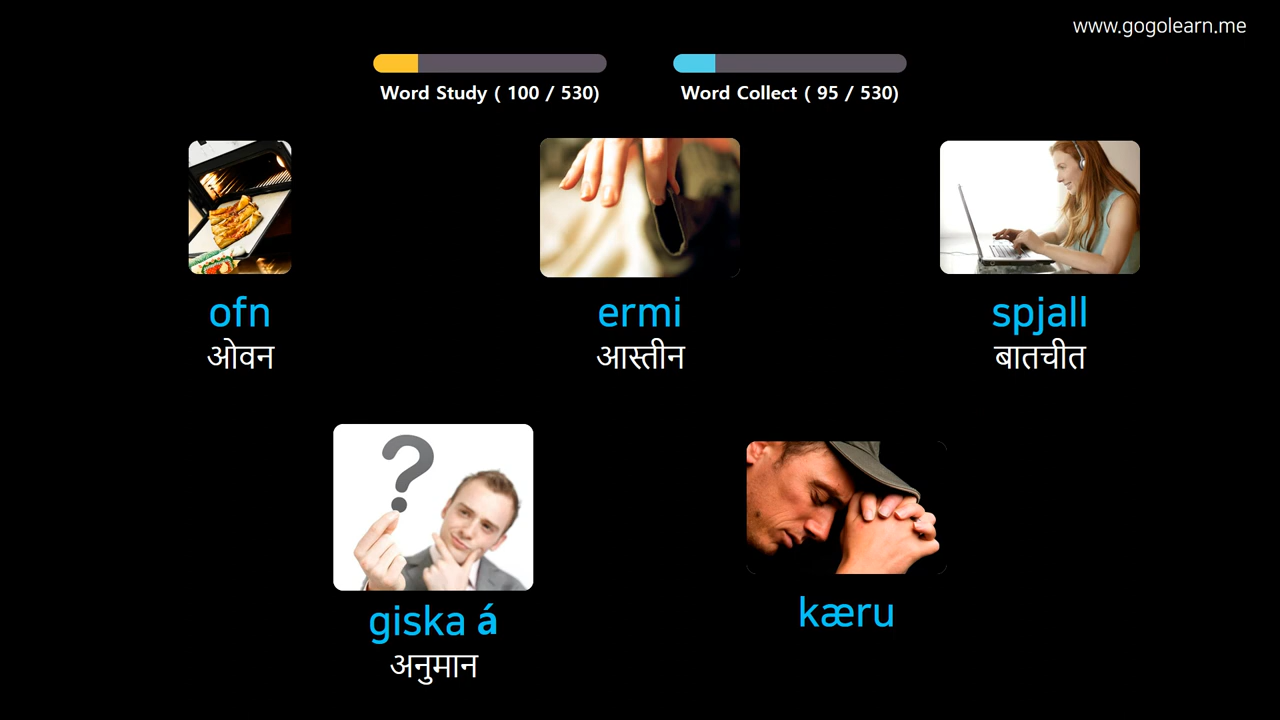 www.gogolearn.me
Word Study ( 100 / 530)
Word Collect ( 95 / 530)
ofn
ओवन
ermi
आस्तीन
spjall
बातचीत
giska á
अनुमान
kæru